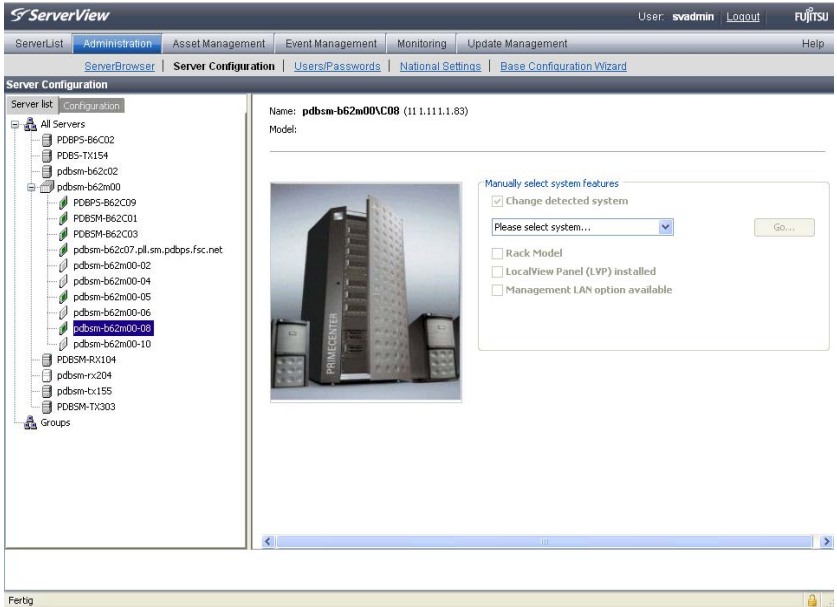 ServerView
User: svadmin Logout FUJITSU
ServerList Administration Asset Management Event Management Monitoring Update Management Help
ServerBrowser | Server Configuration | Users/Passwords | National Settings | Base Configuration Wizard
Server Configuration
Server list Configuration
All Servers
PDBPS-B6C02
PDBS-TX154
pdbsm-b62c02
pdbsm-b62m00
PDBPS-B62C09
PDBSM-B62C01
PDBSM-B62C03
pdbsm-b62c07.pll.sm.pdbps.fsc.net
pdbsm-b62m00-02
pdbsm-b62m00-04
pdbsm-b62m00-05
pdbsm-b62m00-06
pdbsm-b62m00-08
pdbsm-b62m00-10
PDBSM-RX104
pdbsm-rx204
pdbsm-tx155
PDBSM-TX303
Groups
Name: pdbsm-b62m00\C08 (111.111.1.83)
Model:
PRIMECENTER
Manually select system features
Change detected system
Please select system...
Go...
Rack Model
LocalView Panel (LVP) installed
Management LAN option available
Fertig